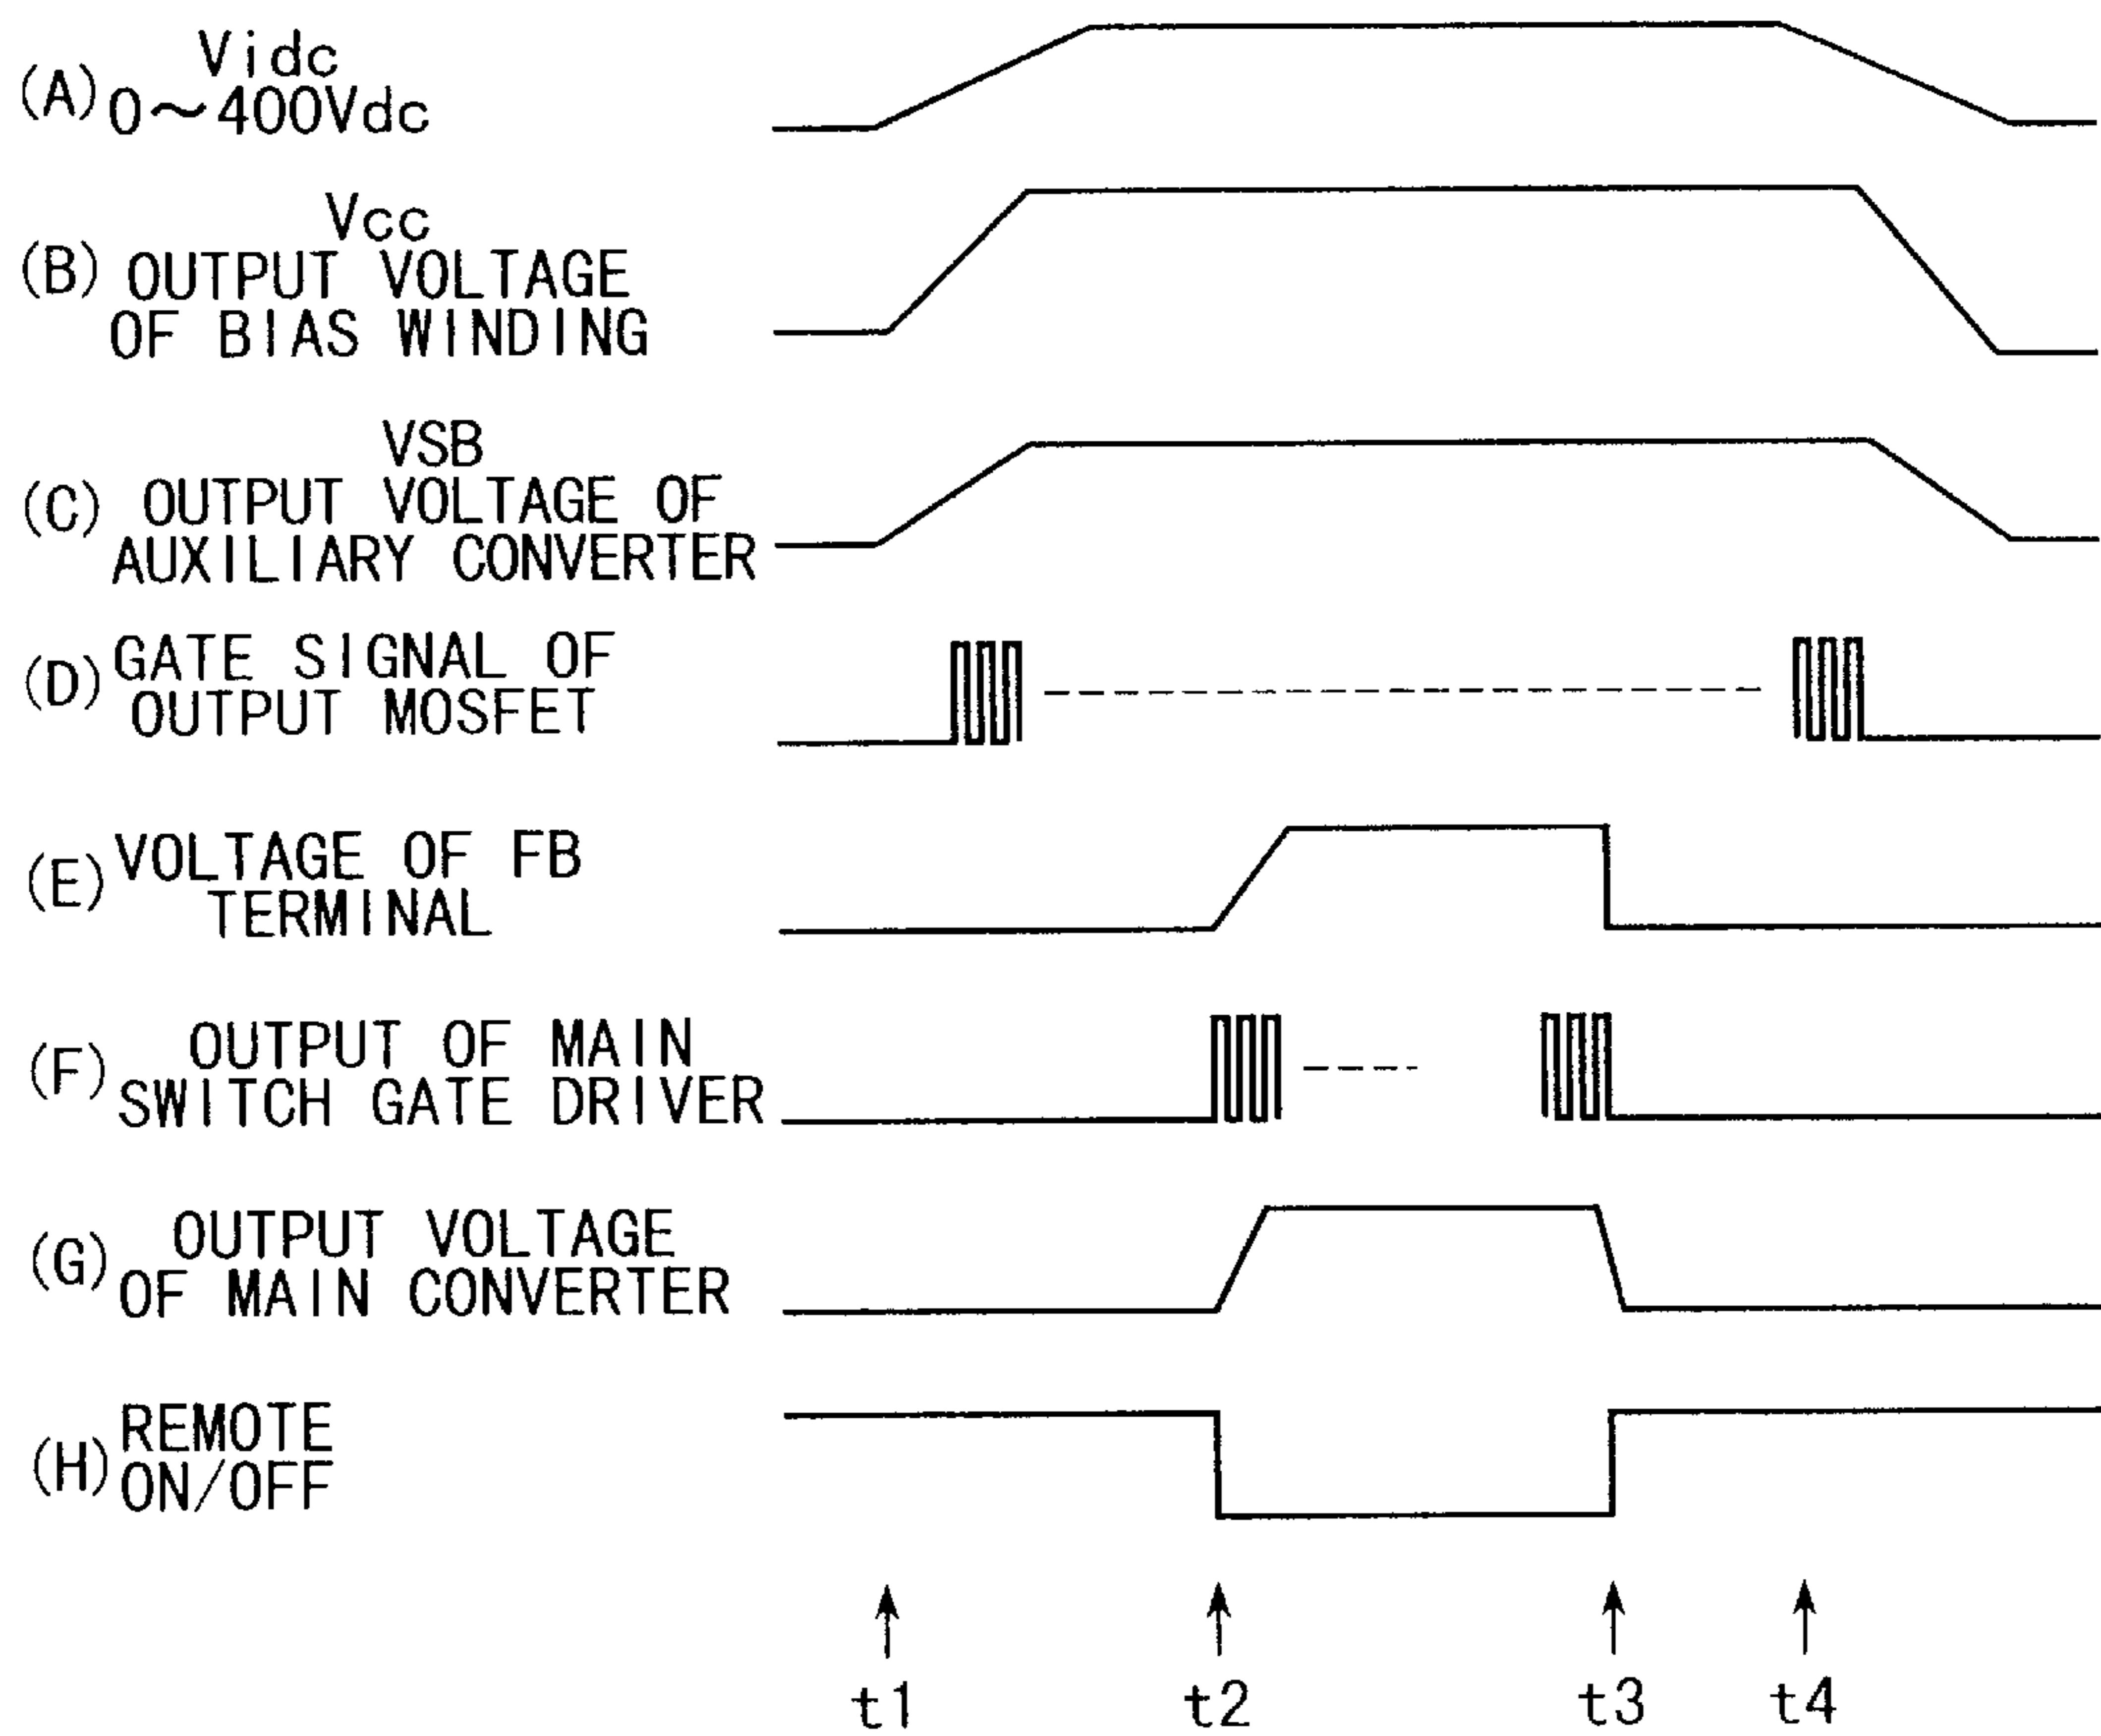 (A) Vidc
0～400Vdc
(B) Vcc
OUTPUT VOLTAGE
OF BIAS WINDING
(C) VSB
OUTPUT VOLTAGE OF
AUXILIARY CONVERTER
(D) GATE SIGNAL OF
OUTPUT MOSFET
(E) VOLTAGE OF FB
TERMINAL
(F) OUTPUT OF MAIN
SWITCH GATE DRIVER
(G) OUTPUT VOLTAGE
OF MAIN CONVERTER
(H) REMOTE
ON/OFF
t1 t2 t3 t4